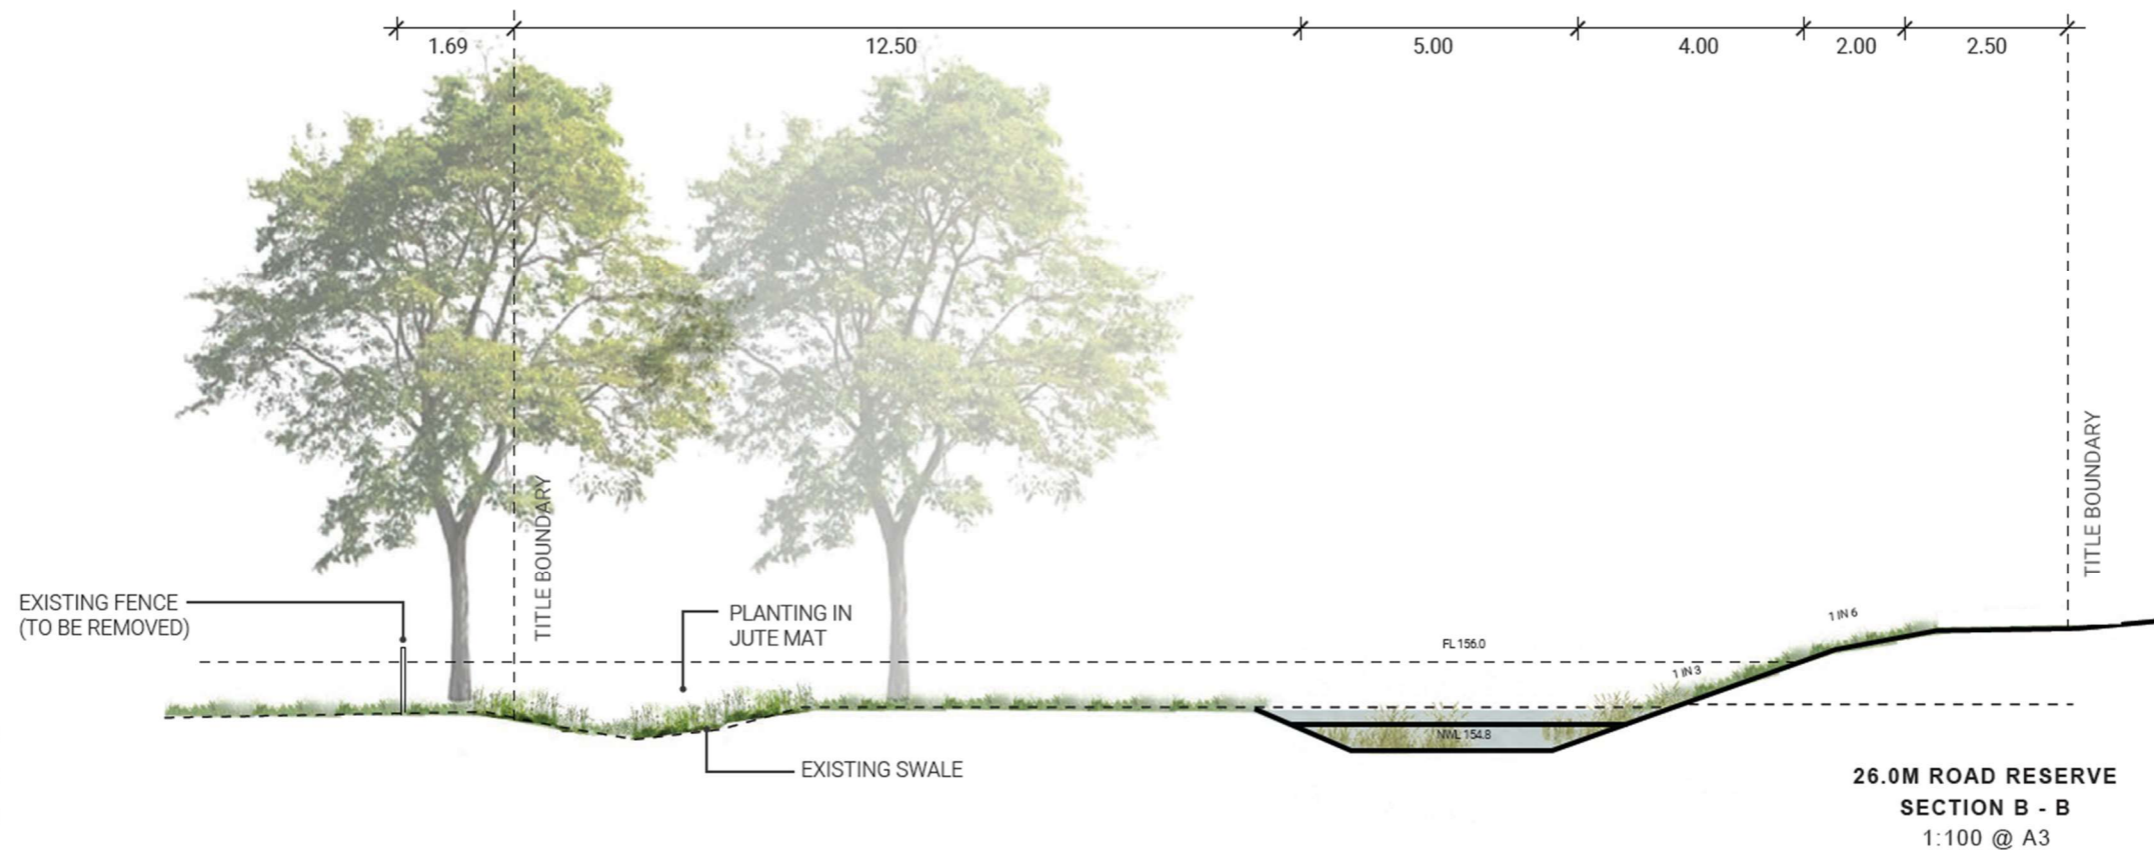 1.69
12.50
5.00
4.00
2.00
2.50
TITLE BOUNDARY
TITLE BOUNDARY
EXISTING FENCE
(TO BE REMOVED)
PLANTING IN
JUTE MAT
FL 156.0
1 IN 3
1 IN 6
NWL 154.8
EXISTING SWALE
26.0M ROAD RESERVE
SECTION B - B
1:100 @ A3